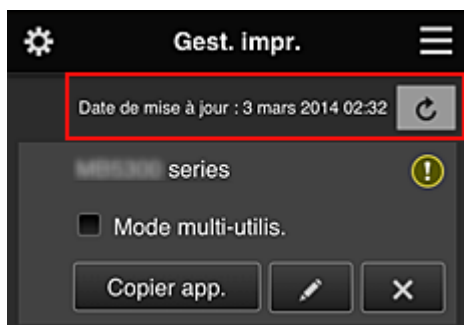 Gest. impr.
Date de mise à jour : 3 mars 2014 02:32
series
Mode multi-utilis.
Copier app.